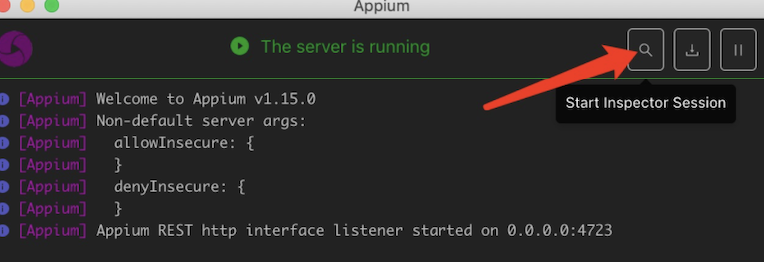 Appium
The server is running
Start Inspector Session
[Appium] Welcome to Appium v1.15.0
[Appium] Non-default server args:
[Appium] allowInsecure: {
[Appium] }
[Appium] denyInsecure: {
[Appium] }
[Appium] Appium REST http interface listener started on 0.0.0.0:4723